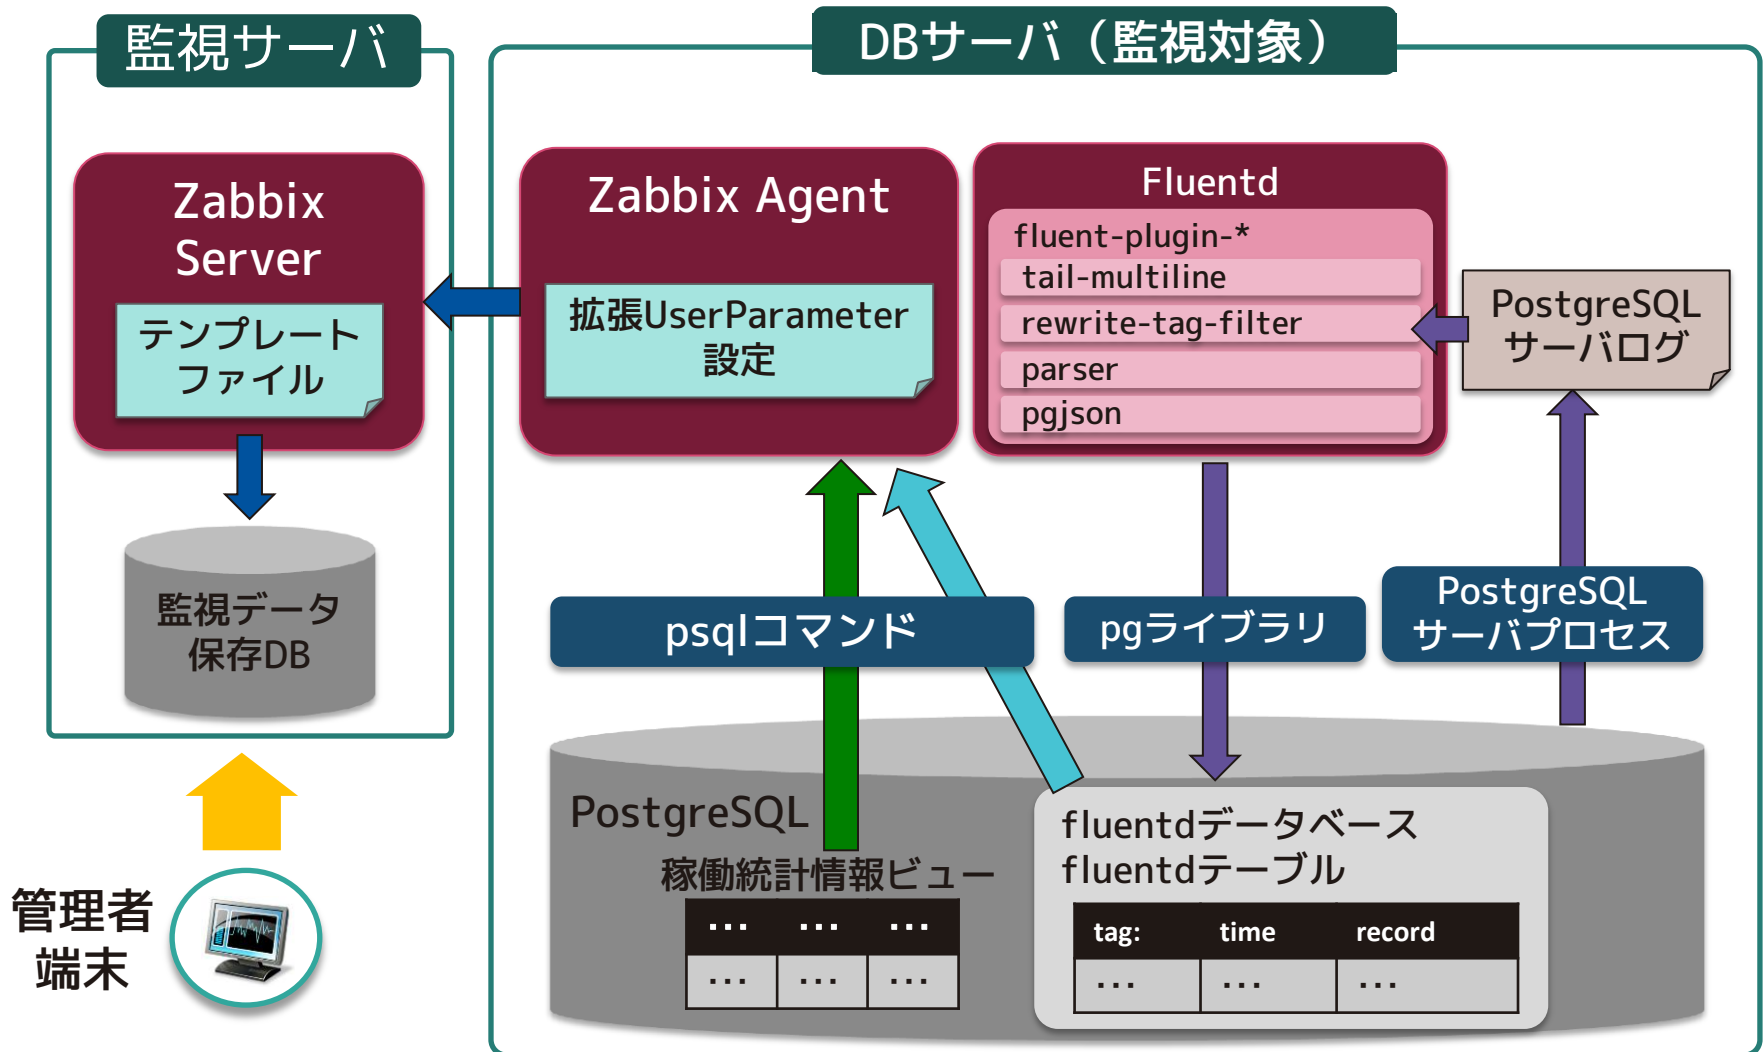 監視サーバ
DBサーバ（監視対象）
Zabbix
Server
テンプレート
ファイル
Zabbix Agent
拡張UserParameter
設定
Fluentd
fluent-plugin-*
tail-multiline
rewrite-tag-filter
parser
pgjson
PostgreSQL
サーバログ
監視データ
保存DB
psqlコマンド
pgライブラリ
PostgreSQL
サーバプロセス
PostgreSQL
稼働統計情報ビュー
... ... ...
... ... ...
fluentdデータベース
fluentdテーブル
tag: time record
... ... ...
管理者
端末